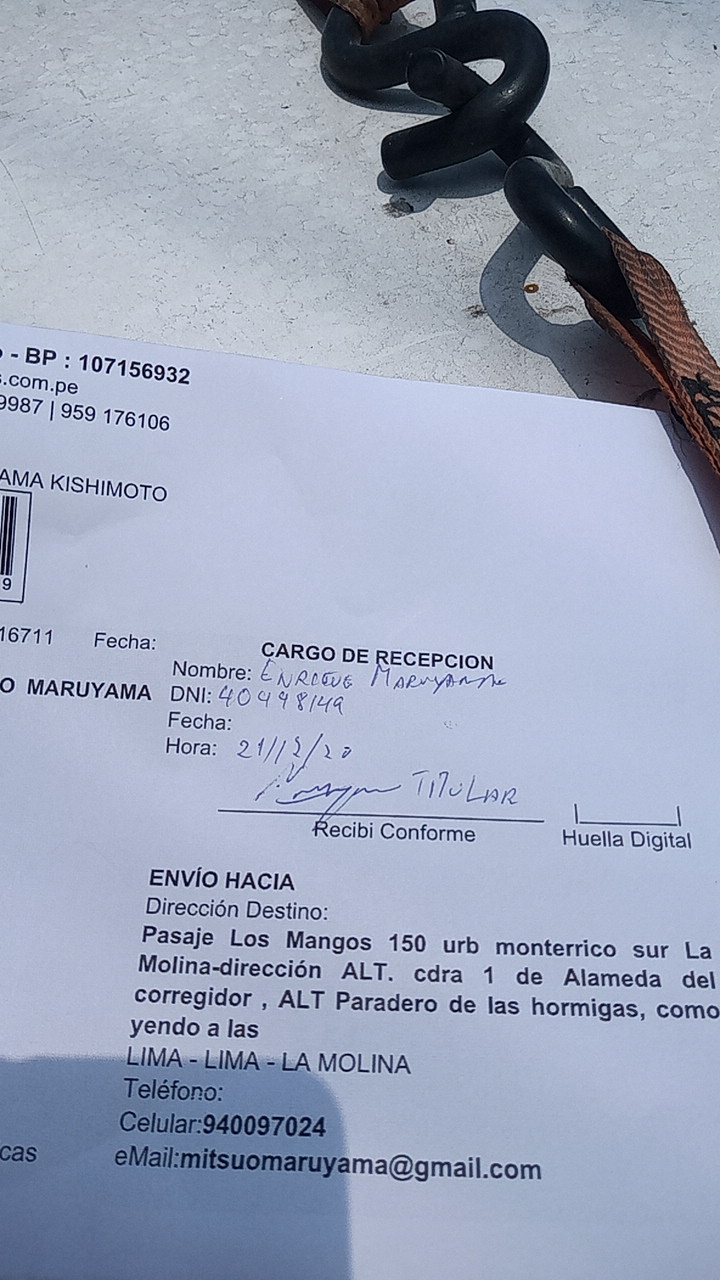 - BP : 107156932
s.com.pe
9987 | 959 176106
AMA KISHIMOTO
9
16711 Fecha:
CARGO DE RECEPCION
Nombre: ENRIQUE MARUYAMA
O MARUYAMA DNI: 40498149
Fecha:
Hora: 21/12/20
TITULAR
Recibi Conforme
Huella Digital
ENVÍO HACIA
Dirección Destino:
Pasaje Los Mangos 150 urb monterrico sur La
Molina-dirección ALT. cdra 1 de Alameda del
corregidor , ALT Paradero de las hormigas, como
yendo a las
LIMA - LIMA - LA MOLINA
Teléfono:
Celular:940097024
cas eMail:mitsuomaruyama@gmail.com